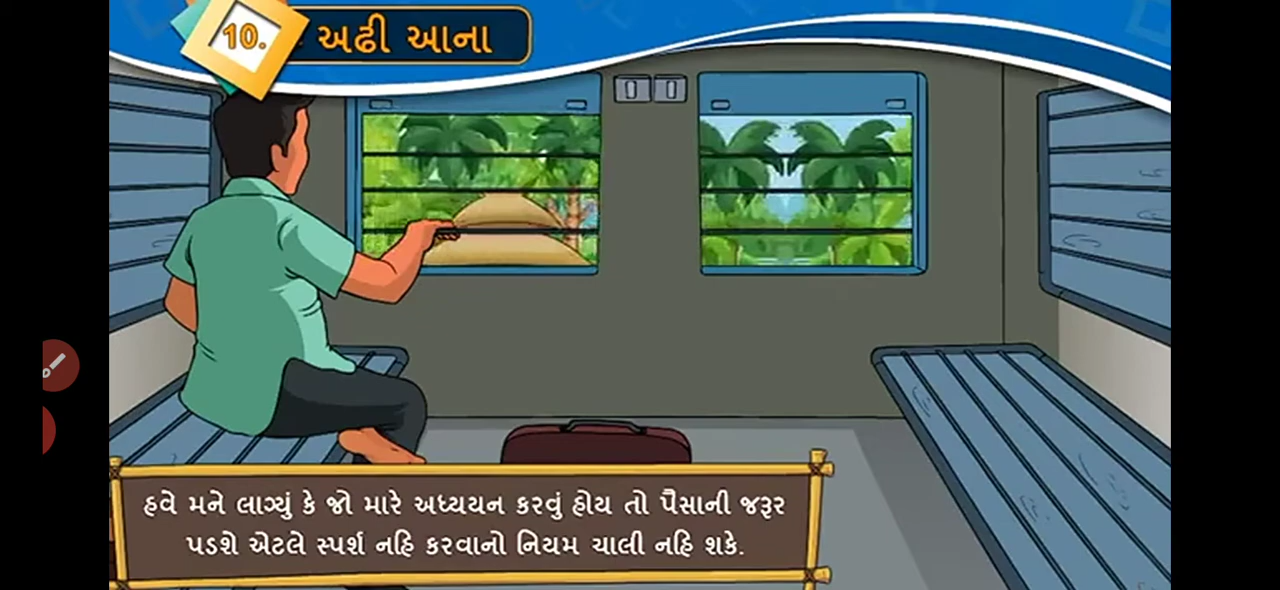 10. અઢી આના
હવે મને લાગ્યું કે જો મારે અધ્યયન કરવું હોય તો પૈસાની જરૂર
પડશે એટલે સ્પર્શ નહિ કરવાનો નિયમ ચાલી નહિ શકે.